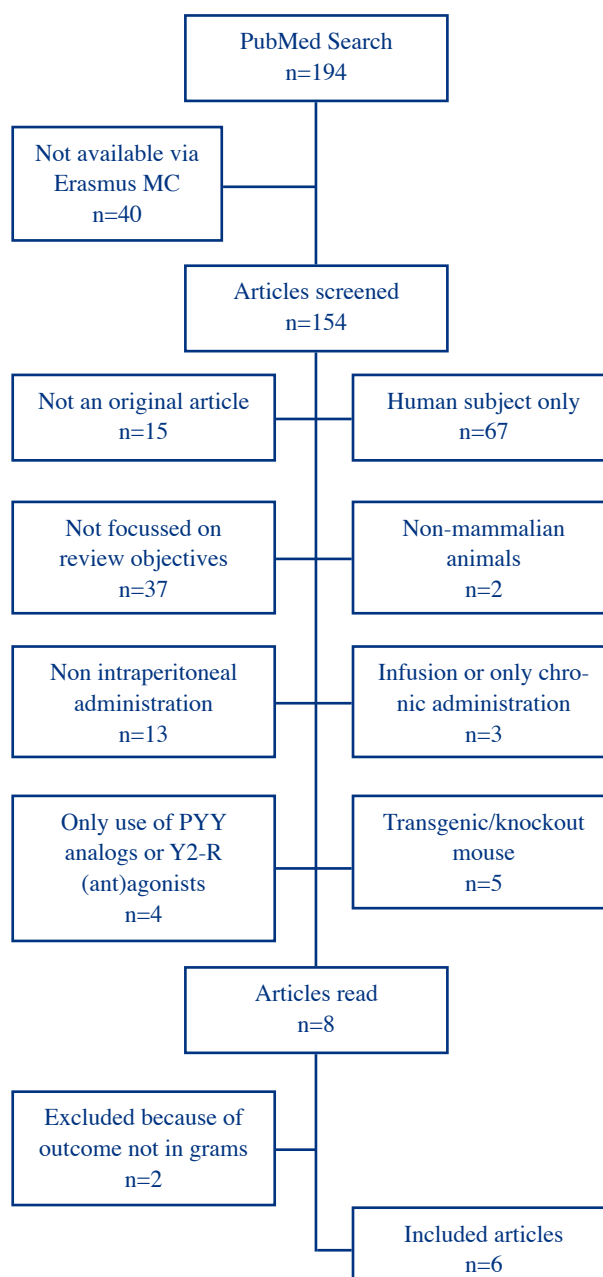 PubMed Search
n=194
Not available via
Erasmus MC
n=40
Articles screened
n=154
Not an original article
n=15
Human subject only
n=67
Not focussed on
review objectives
n=37
Non-mammalian
animals
n=2
Non intraperitoneal
administration
n=13
Infusion or only chro-
nic administration
n=3
Only use of PYY
analogs or Y2-R
(ant)agonists
n=4
Transgenic/knockout
mouse
n=5
Articles read
n=8
Excluded because of
outcome not in grams
n=2
Included articles
n=6